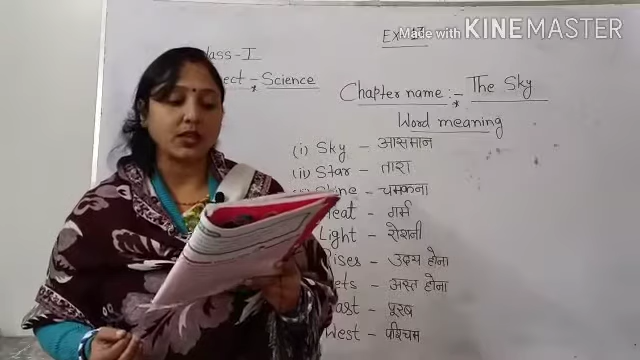 Made with KINEMASTER
Class-I
Subject - Science
Chapter name :- The Sky
Word meaning
(i) Sky - आसमान
(ii) Star - तारा
Shine - चमकना
Heat - गर्म
Light - रोशनी
Rises - उदय होना
Sets - अस्त होना
East - पूरब
West - पश्चिम